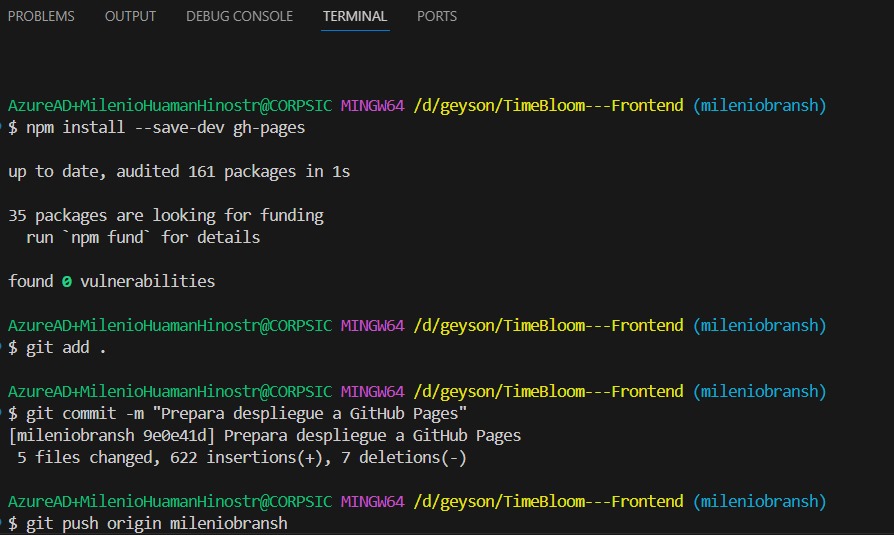 PROBLEMS OUTPUT DEBUG CONSOLE TERMINAL PORTS
AzureAD+MilenioHuamanHinostr@CORPSIC MINGW64 /d/geyson/TimeBloom---Frontend (mileniobransh)
$ npm install --save-dev gh-pages
up to date, audited 161 packages in 1s
35 packages are looking for funding
  run `npm fund` for details
found 0 vulnerabilities
AzureAD+MilenioHuamanHinostr@CORPSIC MINGW64 /d/geyson/TimeBloom---Frontend (mileniobransh)
$ git add .
AzureAD+MilenioHuamanHinostr@CORPSIC MINGW64 /d/geyson/TimeBloom---Frontend (mileniobransh)
$ git commit -m "Prepara despliegue a GitHub Pages"
[mileniobransh 9e0e41d] Prepara despliegue a GitHub Pages
 5 files changed, 622 insertions(+), 7 deletions(-)
AzureAD+MilenioHuamanHinostr@CORPSIC MINGW64 /d/geyson/TimeBloom---Frontend (mileniobransh)
$ git push origin mileniobransh